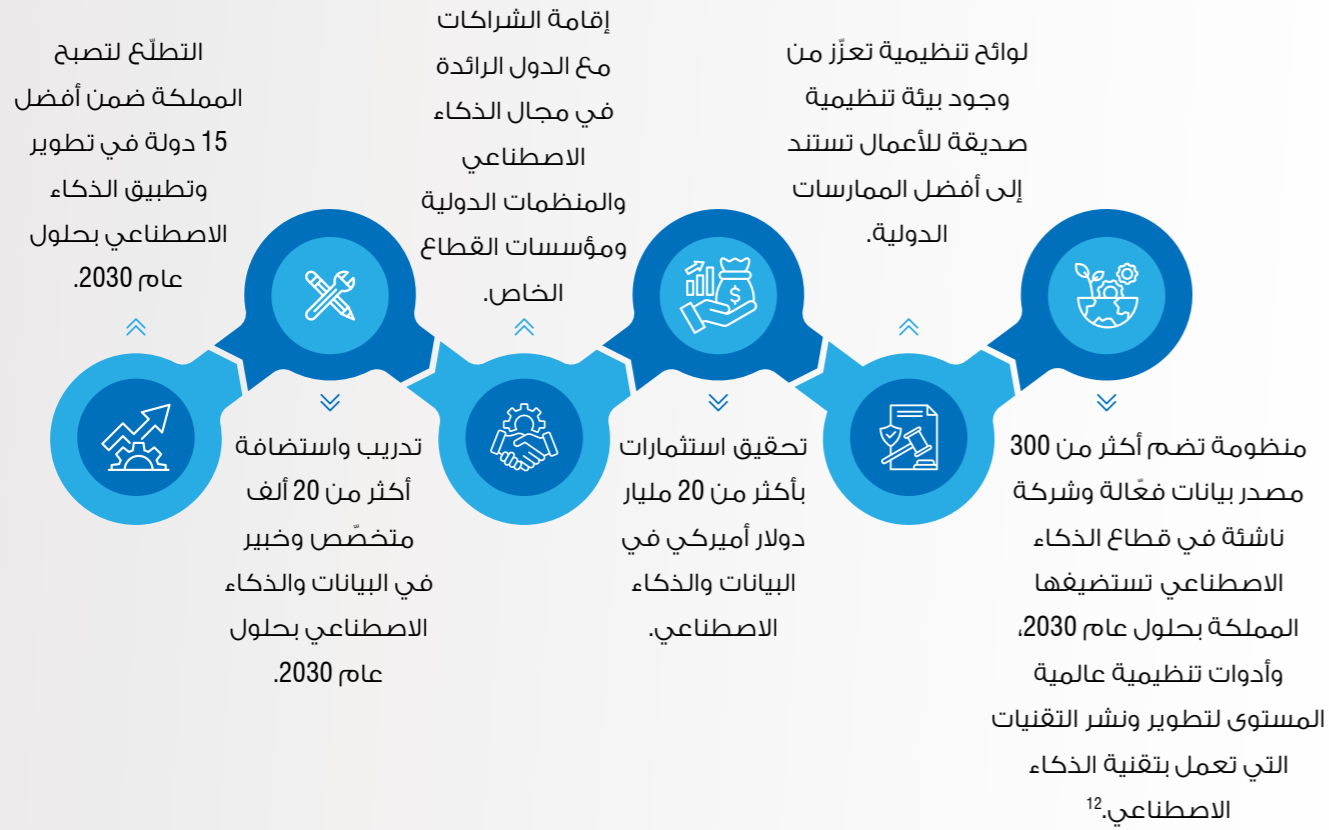 التطلّع لتصبح
المملكة ضمن أفضل
15 دولة في تطوير
وتطبيق الذكاء
الاصطناعي بحلول
عام 2030.
تدريب واستضافة
أكثر من 20 ألف
متخصّص وخبير
في البيانات والذكاء
الاصطناعي بحلول
عام 2030.
إقامة الشراكات
مع الدول الرائدة
في مجال الذكاء
الاصطناعي
والمنظمات الدولية
ومؤسسات القطاع
الخاص.
تحقيق استثمارات
بأكثر من 20 مليار
دولار أميركي في
البيانات والذكاء
الاصطناعي.
لوائح تنظيمية تعزّز من
وجود بيئة تنظيمية
صديقة للأعمال تستند
إلى أفضل الممارسات
الدولية.
منظومة تضم أكثر من 300
مصدر بيانات فعّالة وشركة
ناشئة في قطاع الذكاء
الاصطناعي تستضيفها
المملكة بحلول عام 2030،
وأدوات تنظيمية عالمية
المستوى لتطوير ونشر التقنيات
التي تعمل بتقنية الذكاء
الاصطناعي.12